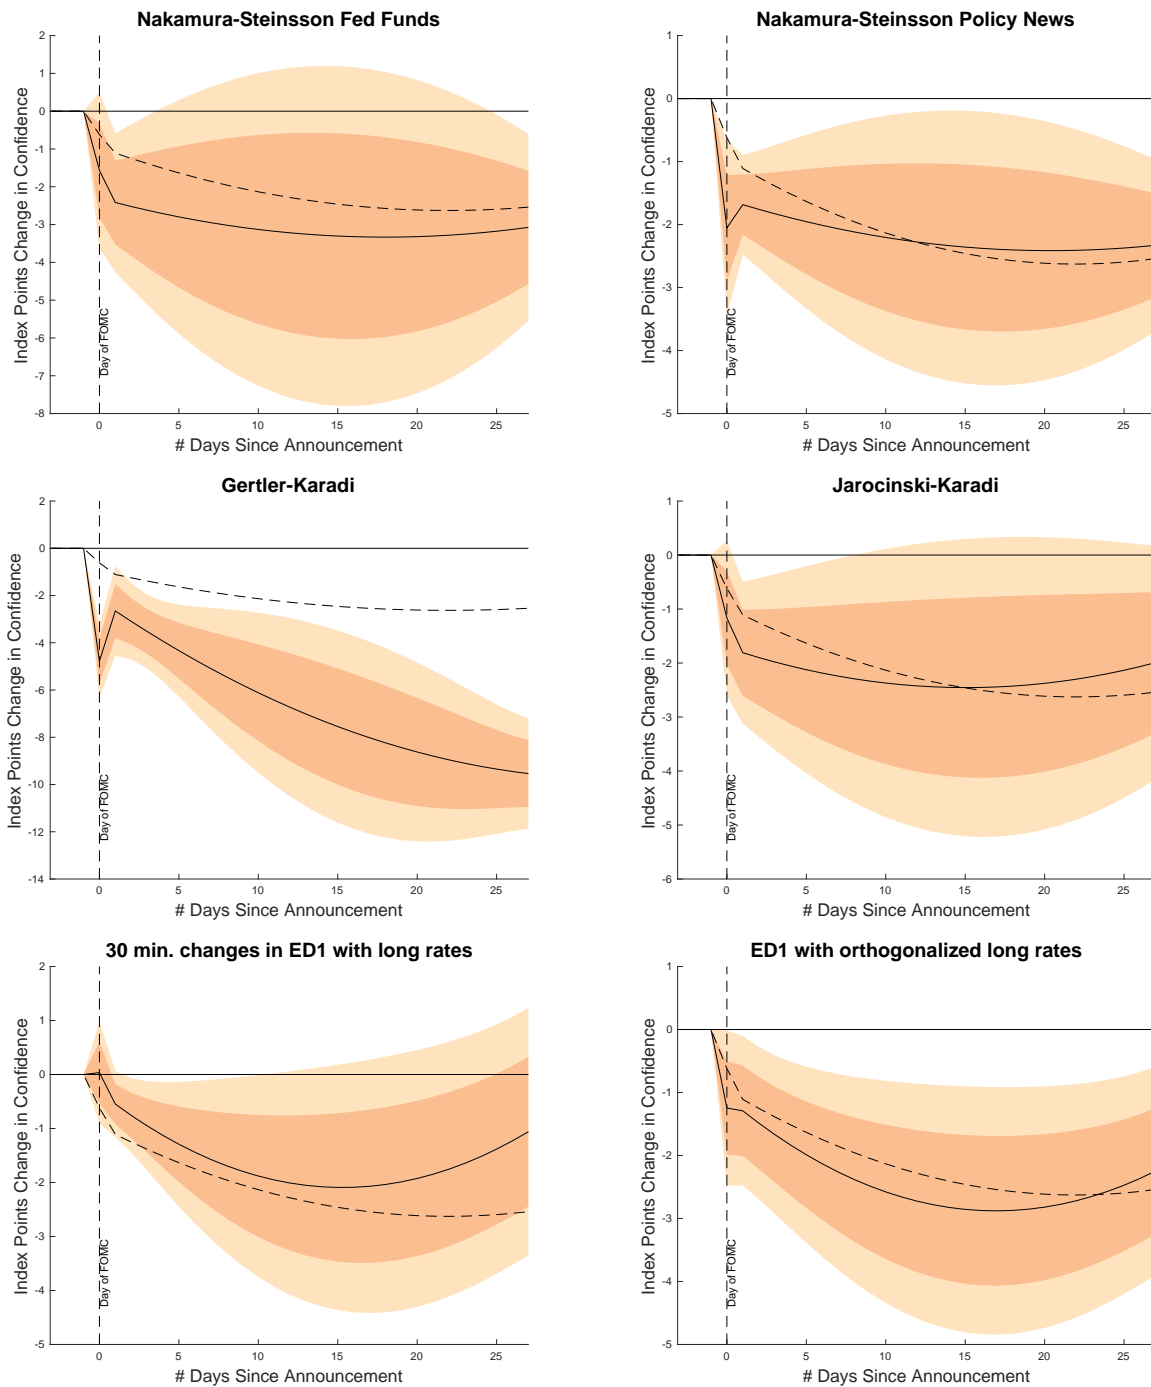 Nakamura-Steinsson Fed Funds
2
1
0
-1
-2
-3
-4
-5
-6
-7
-8
Index Points Change in Confidence
Day of FOMC
0 5 10 15 20 25
# Days Since Announcement
Nakamura-Steinsson Policy News
1
0
-1
-2
-3
-4
-5
Index Points Change in Confidence
Day of FOMC
0 5 10 15 20 25
# Days Since Announcement
Gertler-Karadi
2
0
-2
-4
-6
-8
-10
-12
-14
Index Points Change in Confidence
Day of FOMC
0 5 10 15 20 25
# Days Since Announcement
Jarocinski-Karadi
1
0
-1
-2
-3
-4
-5
-6
Index Points Change in Confidence
Day of FOMC
0 5 10 15 20 25
# Days Since Announcement
30 min. changes in ED1 with long rates
2
1
0
-1
-2
-3
-4
-5
Index Points Change in Confidence
Day of FOMC
0 5 10 15 20 25
# Days Since Announcement
ED1 with orthogonalized long rates
1
0
-1
-2
-3
-4
-5
Index Points Change in Confidence
Day of FOMC
0 5 10 15 20 25
# Days Since Announcement